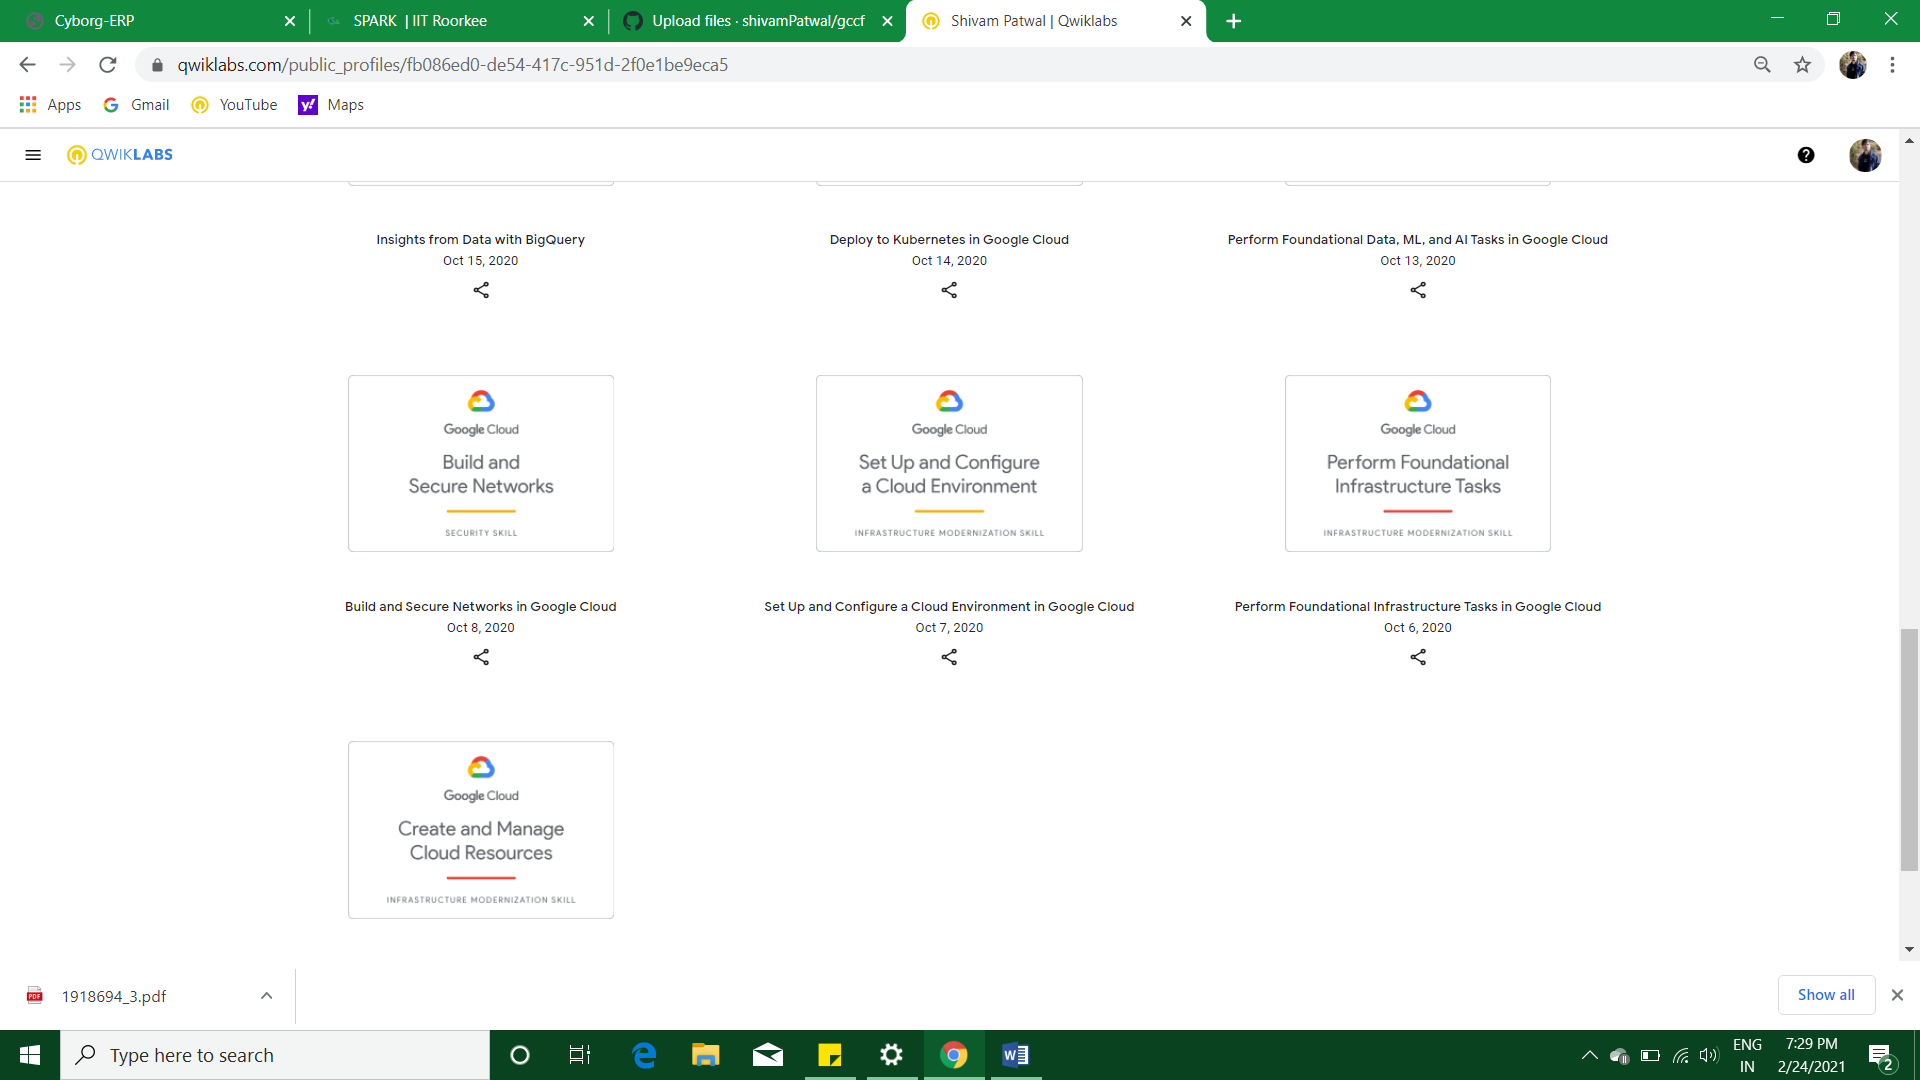 Cyborg-ERP
SPARK | IIT Roorkee
Upload files · shivamPatwal/gccf
Shivam Patwal | Qwiklabs
qwiklabs.com/public_profiles/fb086ed0-de54-417c-951d-2f0e1be9eca5
Apps
Gmail
YouTube
Maps
QWIKLABS
Insights from Data with BigQuery
Oct 15, 2020
Deploy to Kubernetes in Google Cloud
Oct 14, 2020
Perform Foundational Data, ML, and AI Tasks in Google Cloud
Oct 13, 2020
Google Cloud
Build and
Secure Networks
SECURITY SKILL
Build and Secure Networks in Google Cloud
Oct 8, 2020
Google Cloud
Set Up and Configure
a Cloud Environment
INFRASTRUCTURE MODERNIZATION SKILL
Set Up and Configure a Cloud Environment in Google Cloud
Oct 7, 2020
Google Cloud
Perform Foundational
Infrastructure Tasks
INFRASTRUCTURE MODERNIZATION SKILL
Perform Foundational Infrastructure Tasks in Google Cloud
Oct 6, 2020
Google Cloud
Create and Manage
Cloud Resources
INFRASTRUCTURE MODERNIZATION SKILL
PDF
1918694_3.pdf
Show all
Type here to search
ENG
IN
7:29 PM
2/24/2021
2